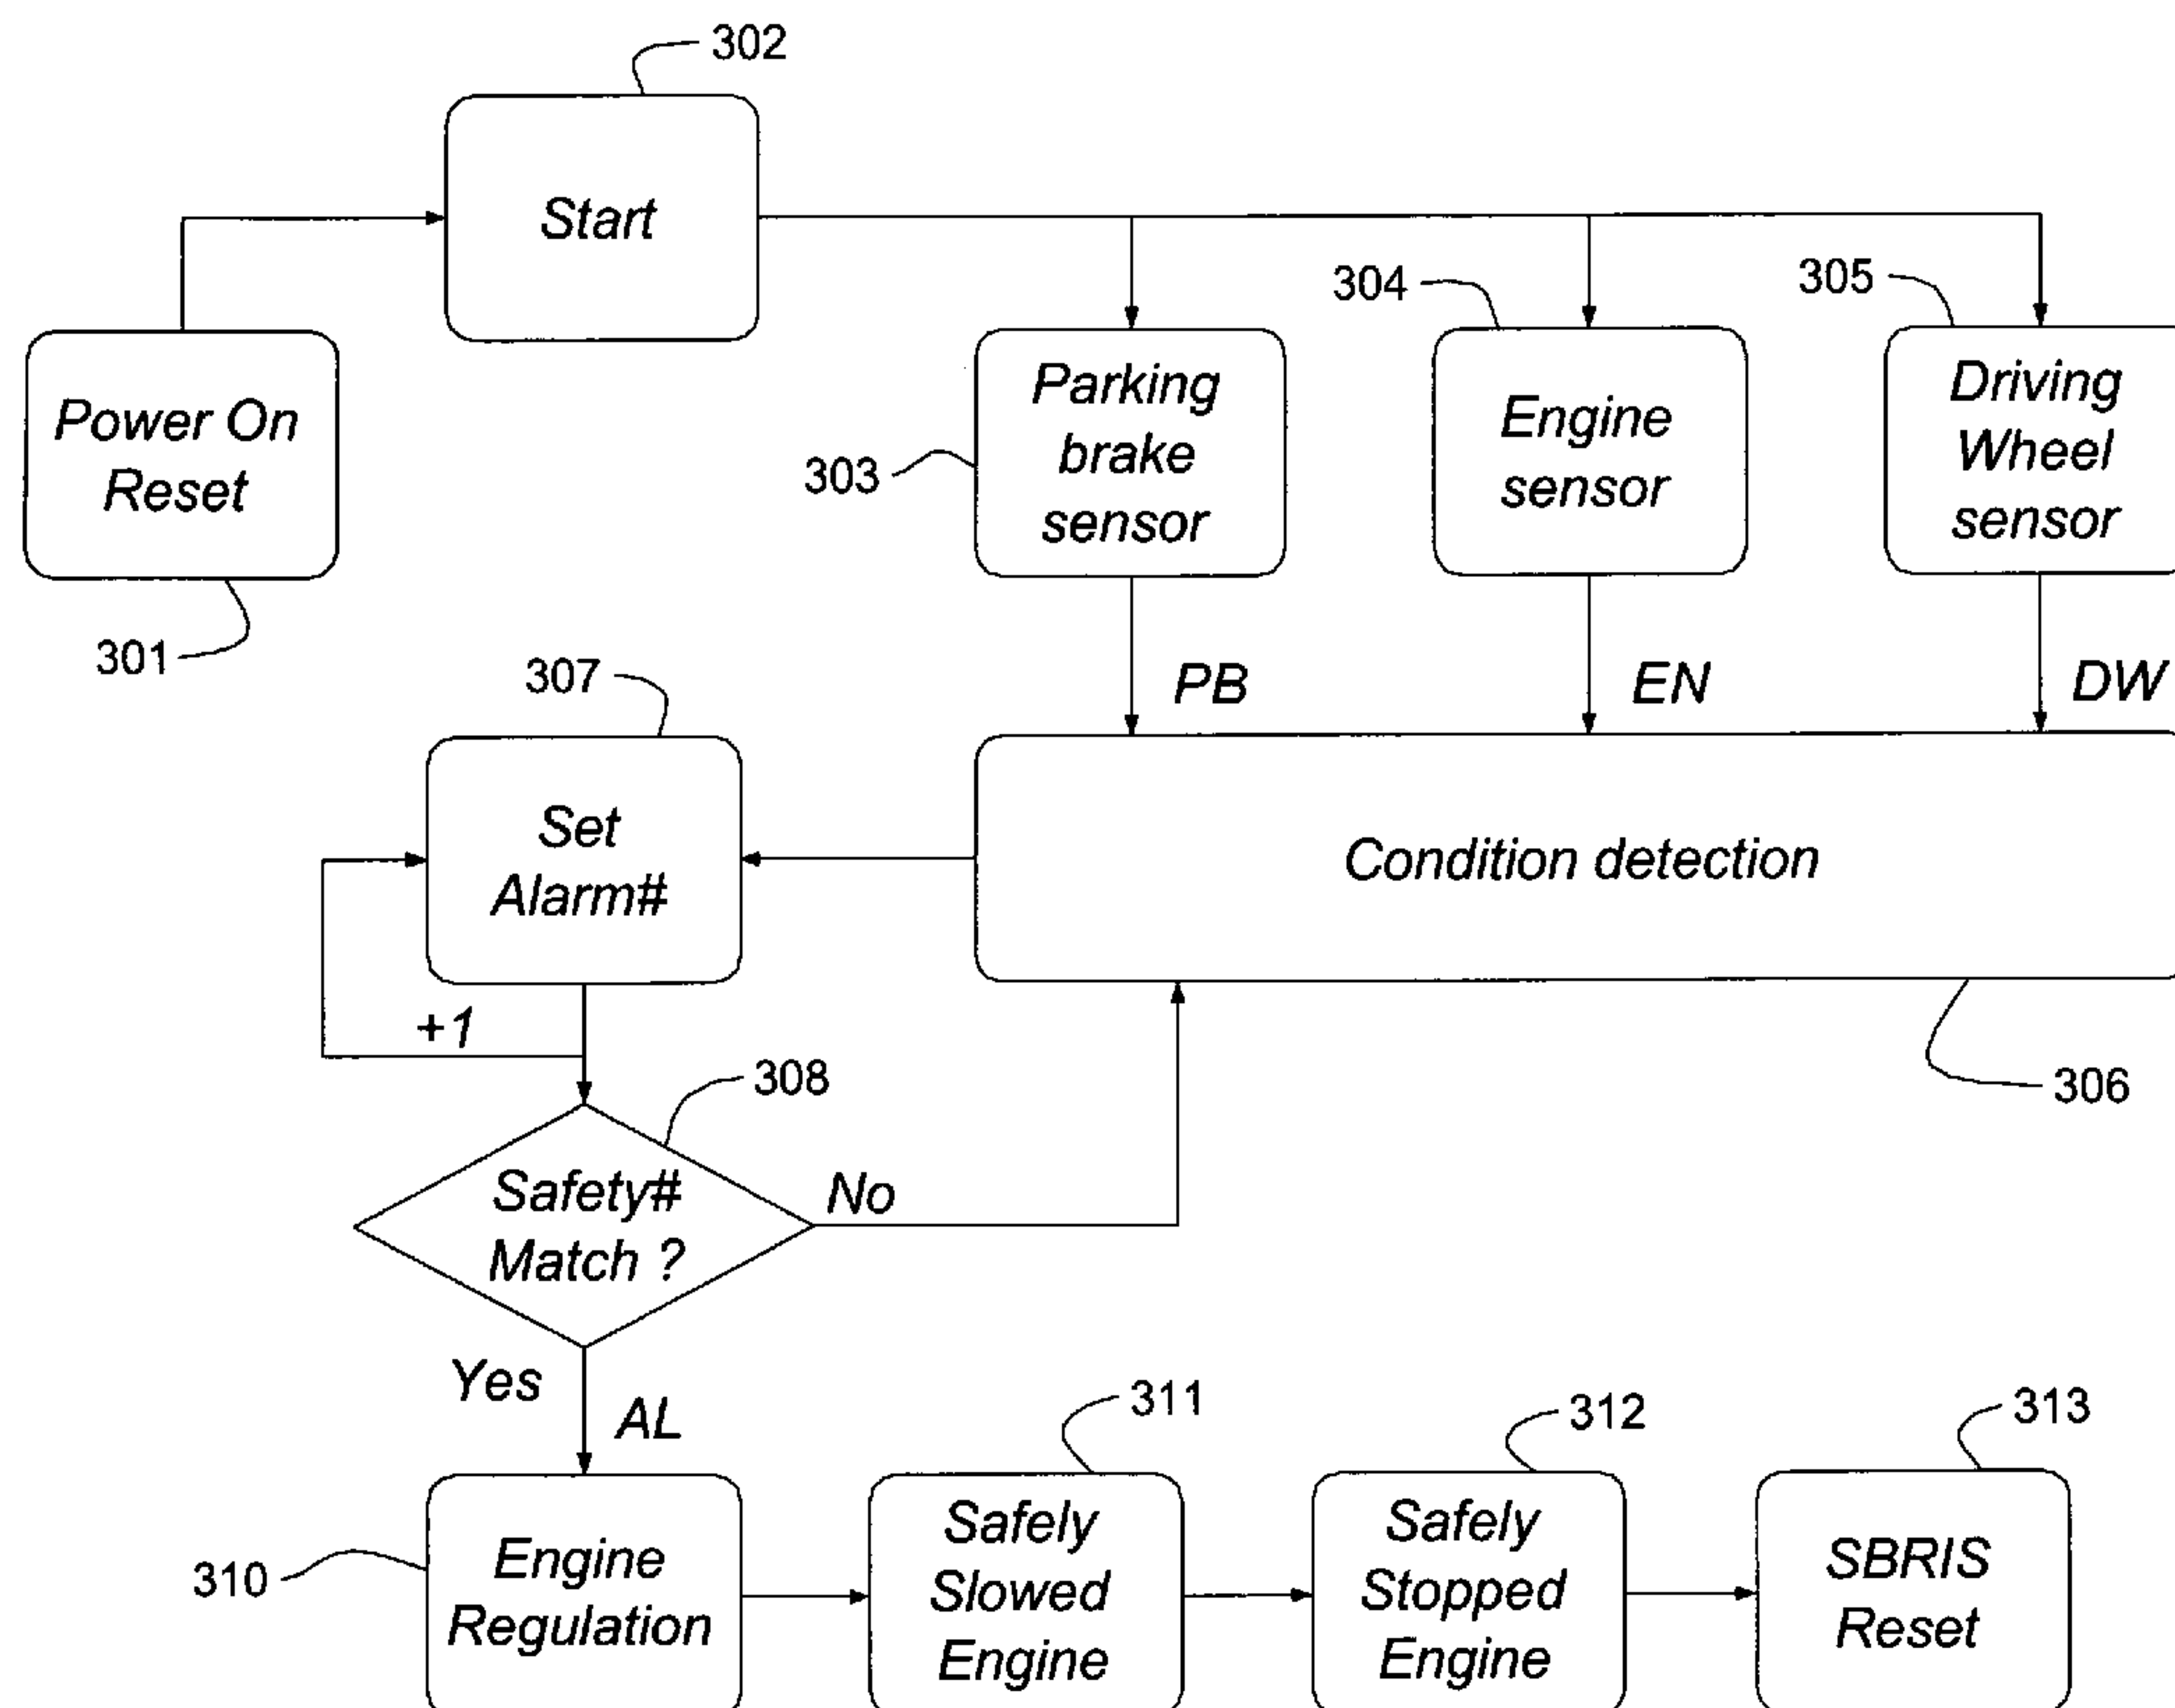 302
Start
304
305
Power On
Reset
303
Parking
brake
sensor
Engine
sensor
Driving
Wheel
sensor
301
307
PB
EN
DW
Set
Alarm#
Condition detection
+1
308
306
Safety#
Match ?
No
Yes
AL
311
312
313
310
Engine
Regulation
Safely
Slowed
Engine
Safely
Stopped
Engine
SBRIS
Reset